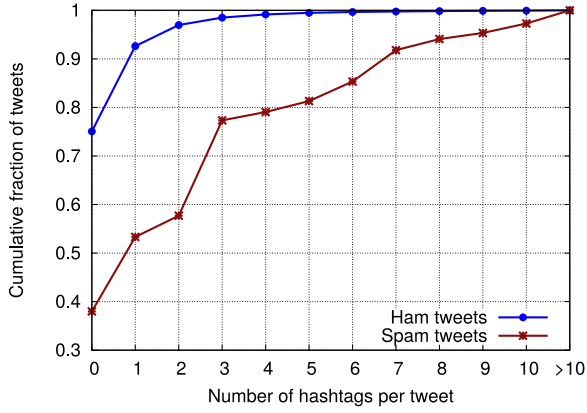 1
0.9
0.8
0.7
0.6
0.5
0.4
0.3
Cumulative fraction of tweets
Ham tweets
Spam tweets
0 1 2 3 4 5 6 7 8 9 10 >10
Number of hashtags per tweet